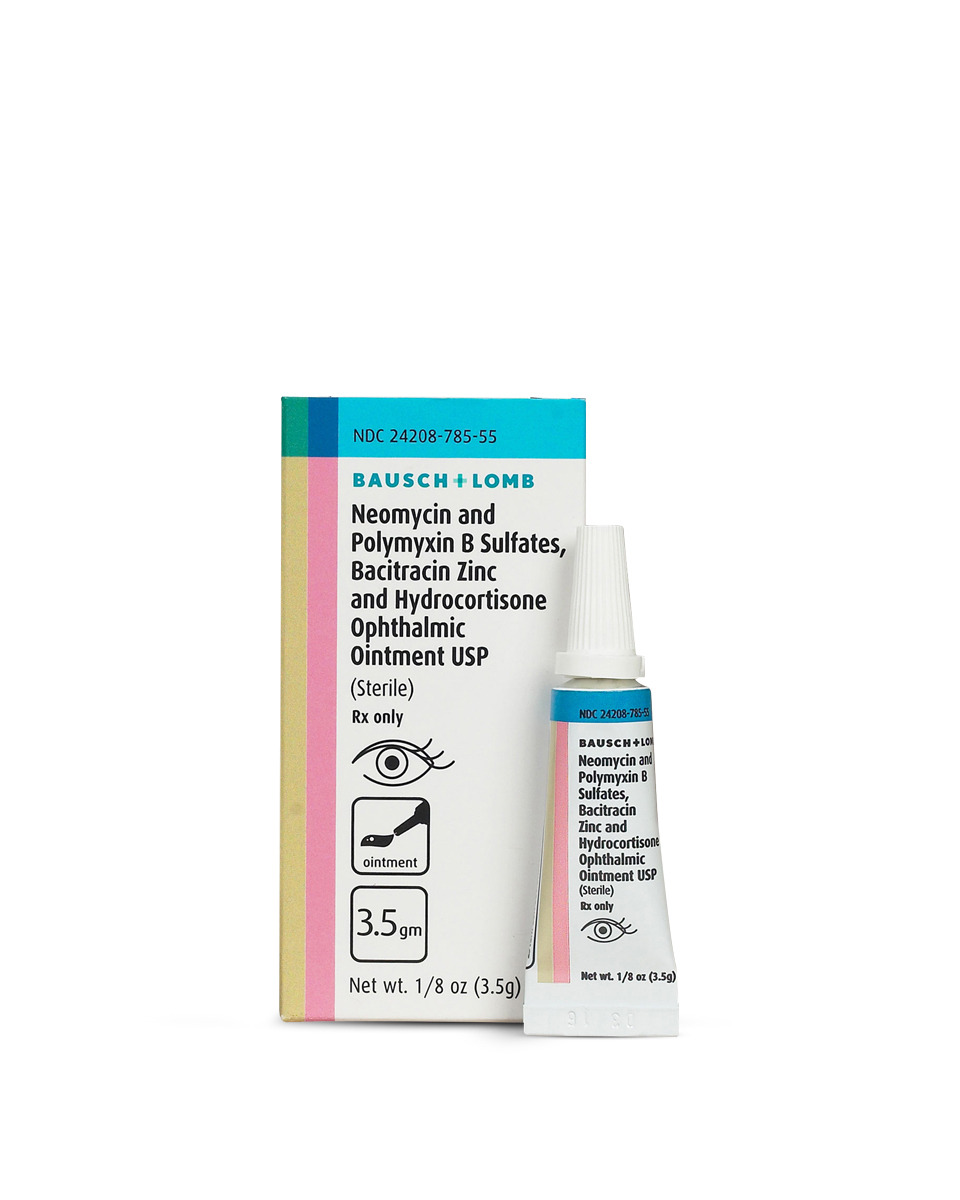 NDC 24208-785-55
BAUSCH+LOMB
Neomycin and
Polymyxin B Sulfates,
Bacitracin Zinc
and Hydrocortisone
Ophthalmic
Ointment USP
(Sterile)
Rx only
ointment
3.5gm
Net wt. 1/8 oz (3.5g)
NDC 24208-785-55
BAUSCH+LOM
Neomycin and
Polymyxin B
Sulfates,
Bacitracin
Zinc and
Hydrocortisone
Ophthalmic
Ointment USP
(Sterile)
Rx only
Net wt. 1/8 oz (3.5g)